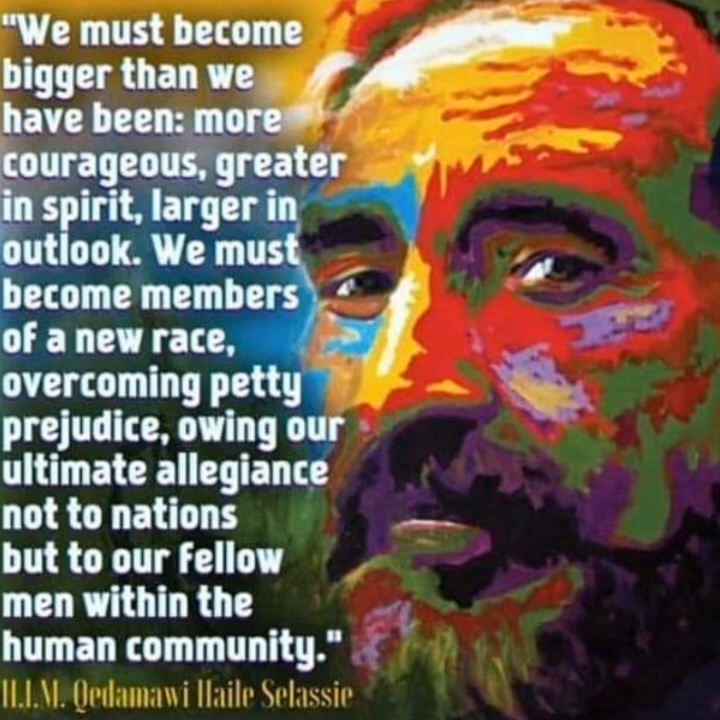 "We must become
bigger than we
have been: more
courageous, greater
in spirit, larger in
outlook. We must
become members
of a new race,
overcoming petty
prejudice, owing our
ultimate allegiance
not to nations
but to our fellow
men within the
human community."
H.I.M. Qedamawi Haile Selassie